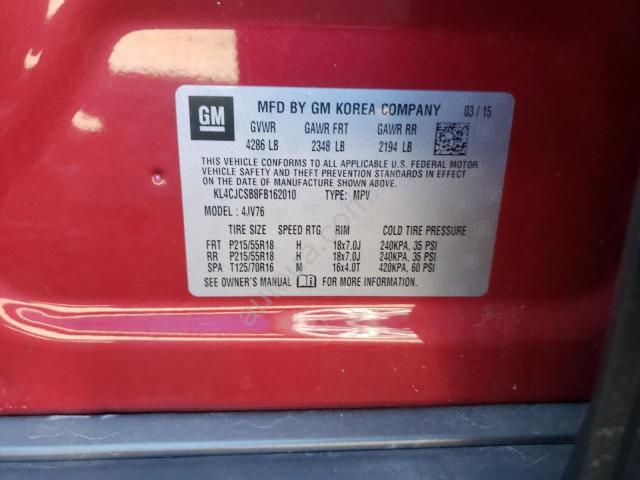 GM
MFD BY GM KOREA COMPANY 03/15
GVWR GAWR FRT GAWR RR
4286 LB 2348 LB 2194 LB
THIS VEHICLE CONFORMS TO ALL APPLICABLE U.S. FEDERAL MOTOR
VEHICLE SAFETY AND THEFT PREVENTION STANDARDS IN EFFECT
ON THE DATE OF MANUFACTURE SHOWN ABOVE.
KL4CJCSB8FB162010 TYPE: MPV
MODEL: 4JV76
TIRE SIZE SPEED RTG RIM COLD TIRE PRESSURE
FRT P215/55R18 H 18x7.0J 240KPA, 35 PSI
RR P215/55R18 H 18x7.0J 240KPA, 35 PSI
SPA T125/70R16 M 16x4.0T 420KPA, 60 PSI
SEE OWNER'S MANUAL FOR MORE INFORMATION.